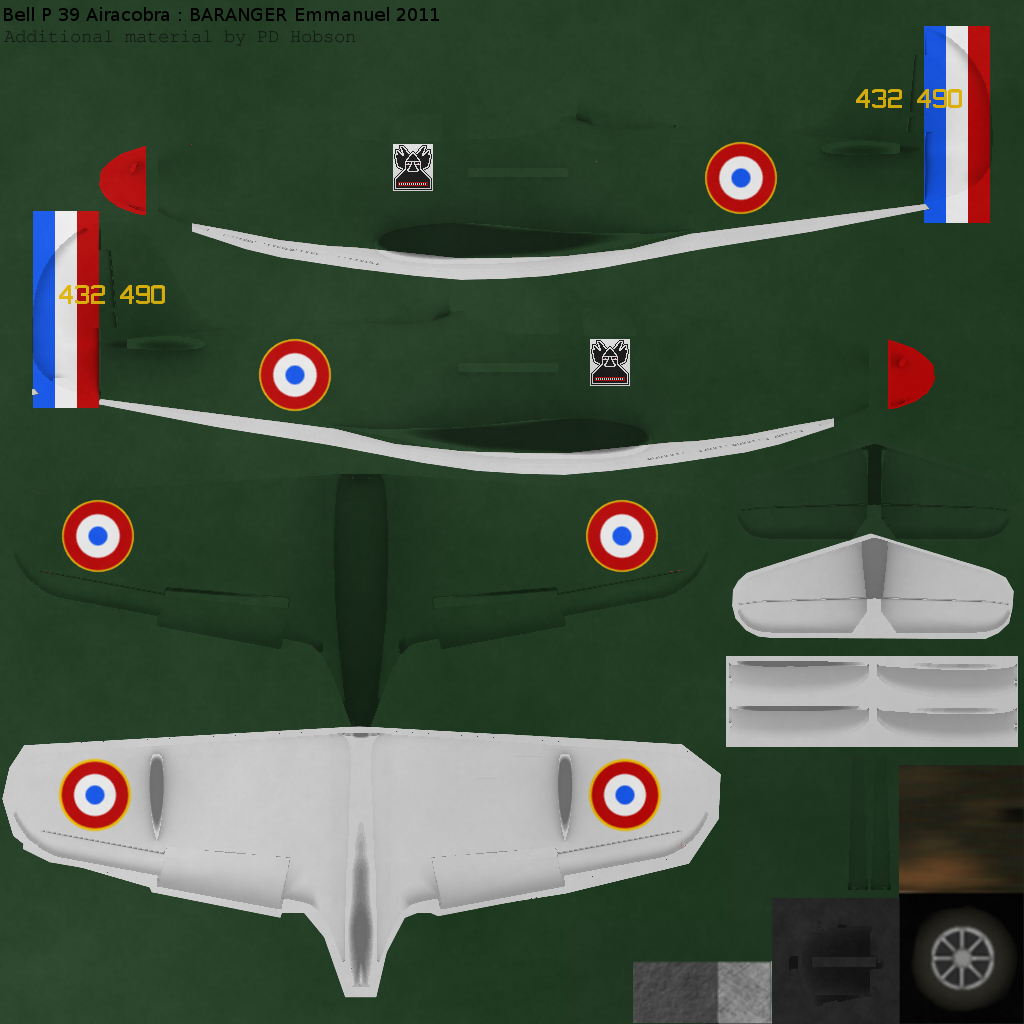 Bell P 39 Airacobra : BARANGER Emmanuel 2011
Additional material by PD Hobson
432 490
432 490